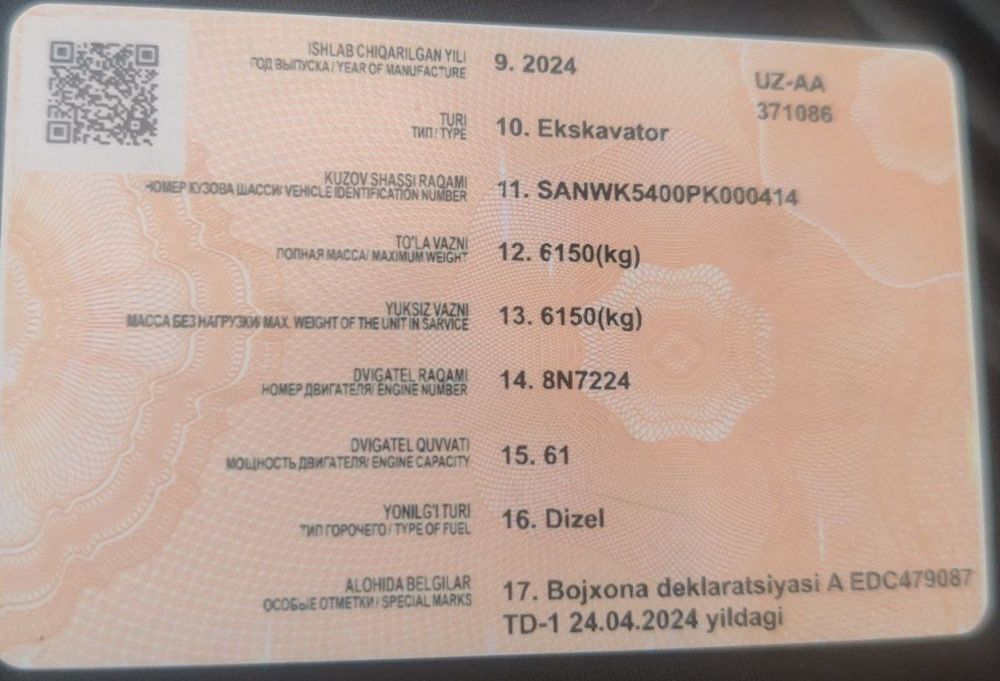 ISHLAB CHIQARILGAN YILI
ГОД ВЫПУСКА / YEAR OF MANUFACTURE
9. 2024
UZ-AA
371086
TURI
ТИП / TYPE
10. Ekskavator
KUZOV SHASSI RAQAMI
НОМЕР КУЗОВА ШАССИ/ VEHICLE IDENTIFICATION NUMBER
11. SANWK5400PK000414
TO'LA VAZNI
ПОЛНАЯ МАССА/ MAXIMUM WEIGHT
12. 6150(kg)
YUKSIZ VAZNI
МАССА БЕЗ НАГРУЗКИ/ MAX. WEIGHT OF THE UNIT IN SARVICE
13. 6150(kg)
DVIGATEL RAQAMI
НОМЕР ДВИГАТЕЛЯ/ ENGINE NUMBER
14. 8N7224
DVIGATEL QUVVATI
МОЩНОСТЬ ДВИГАТЕЛЯ/ ENGINE CAPACITY
15. 61
YONILG'I TURI
ТИП ГОРЮЧЕГО / TYPE OF FUEL
16. Dizel
ALOHIDA BELGILAR
ОСОБЫЕ ОТМЕТКИ / SPECIAL MARKS
17. Bojxona deklaratsiyasi A EDC479087
TD-1 24.04.2024 yildagi